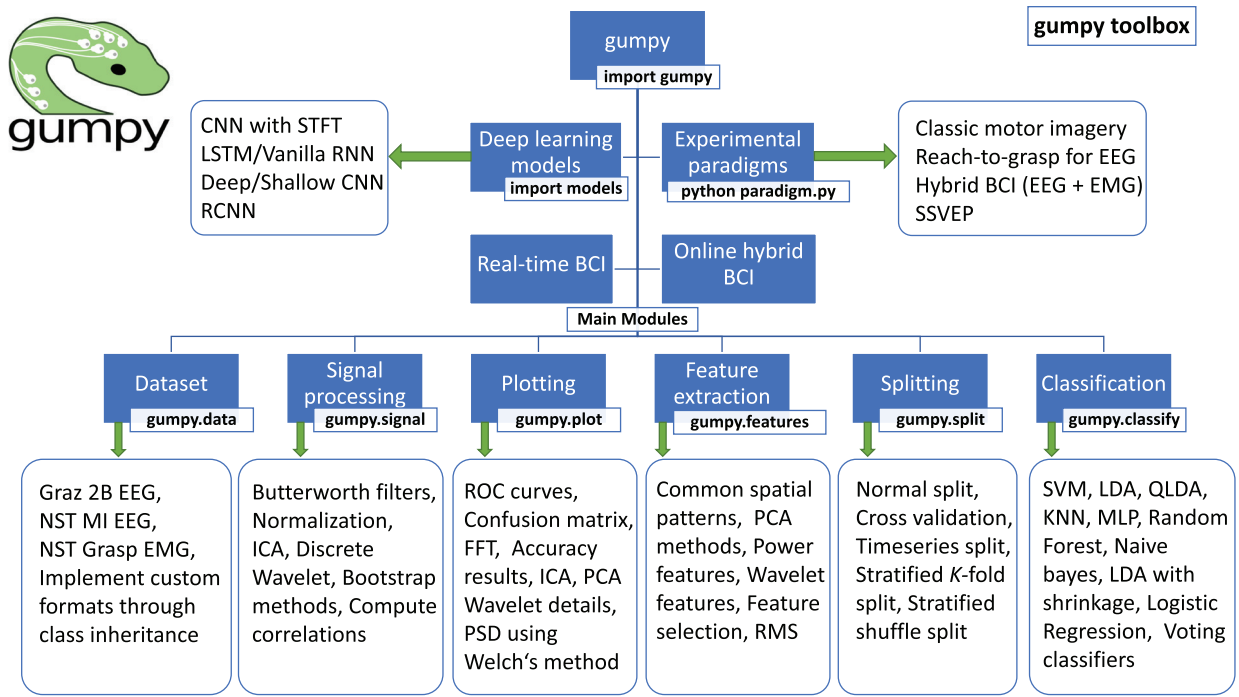 gumpy
gumpy toolbox
gumpy
import gumpy
CNN with STFT
LSTM/Vanilla RNN
Deep/Shallow CNN
RCNN
Deep learning
models
import models
Experimental
paradigms
python paradigm.py
Classic motor imagery
Reach-to-grasp for EEG
Hybrid BCI (EEG + EMG)
SSVEP
Real-time BCI
Online hybrid
BCI
Main Modules
Dataset
gumpy.data
Signal
processing
gumpy.signal
Plotting
gumpy.plot
Feature
extraction
gumpy.features
Splitting
gumpy.split
Classification
gumpy.classify
Graz 2B EEG,
NST MI EEG,
NST Grasp EMG,
Implement custom
formats through
class inheritance
Butterworth filters,
Normalization,
ICA, Discrete
Wavelet, Bootstrap
methods, Compute
correlations
ROC curves,
Confusion matrix,
FFT, Accuracy
results, ICA, PCA
Wavelet details,
PSD using
Welch‘s method
Common spatial
patterns, PCA
methods, Power
features, Wavelet
features, Feature
selection, RMS
Normal split,
Cross validation,
Timeseries split,
Stratified K-fold
split, Stratified
shuffle split
SVM, LDA, QLDA,
KNN, MLP, Random
Forest, Naive
bayes, LDA with
shrinkage, Logistic
Regression, Voting
classifiers